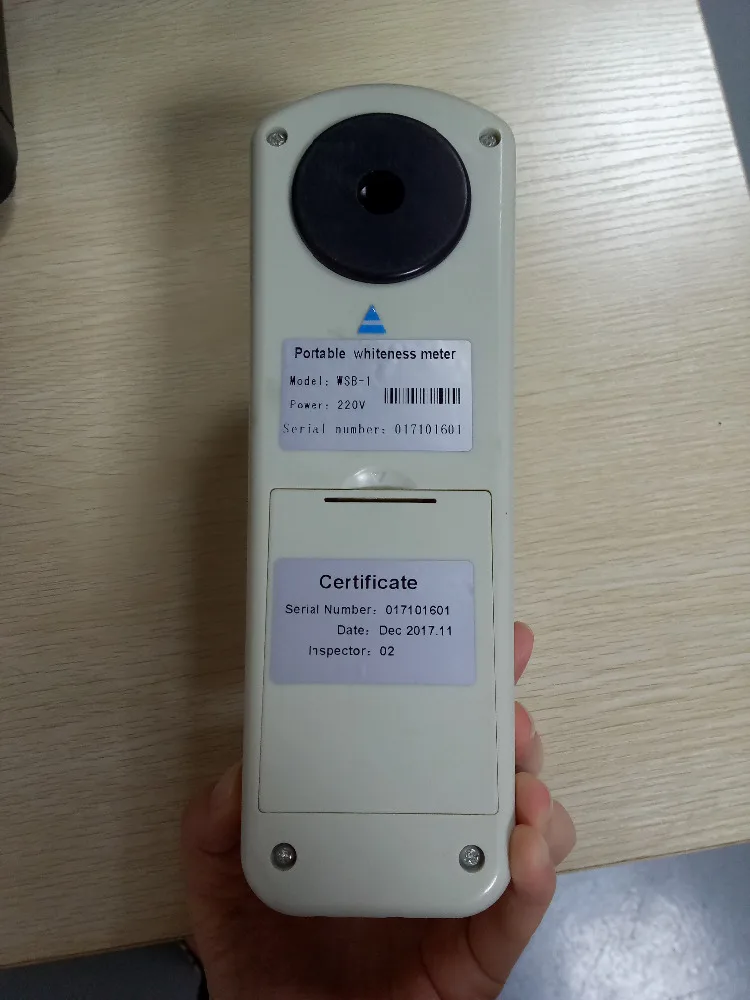 Portable whiteness meter
Model: WSB-1
Power: 220V
Serial number: 017101601
Certificate
Serial Number: 017101601
Date: Dec 2017.11
Inspector: 02